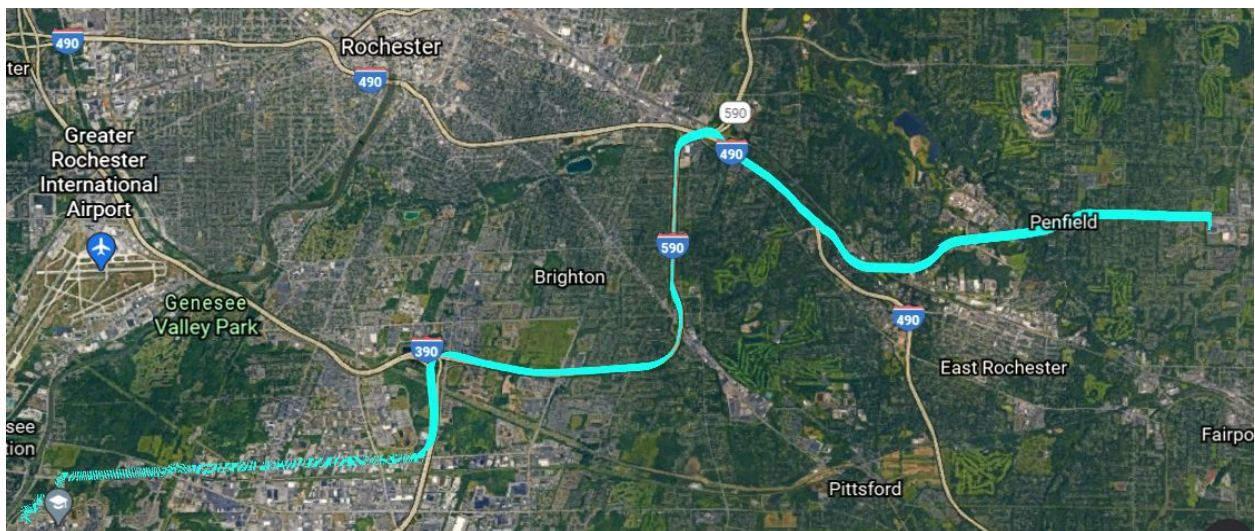 490
Rochester
ter
490
590
490
Greater
Rochester
International
Airport
Penfield
590
Brighton
Genesee
Valley Park
490
390
East Rochester
see
tion
Fairpo
Pittsford